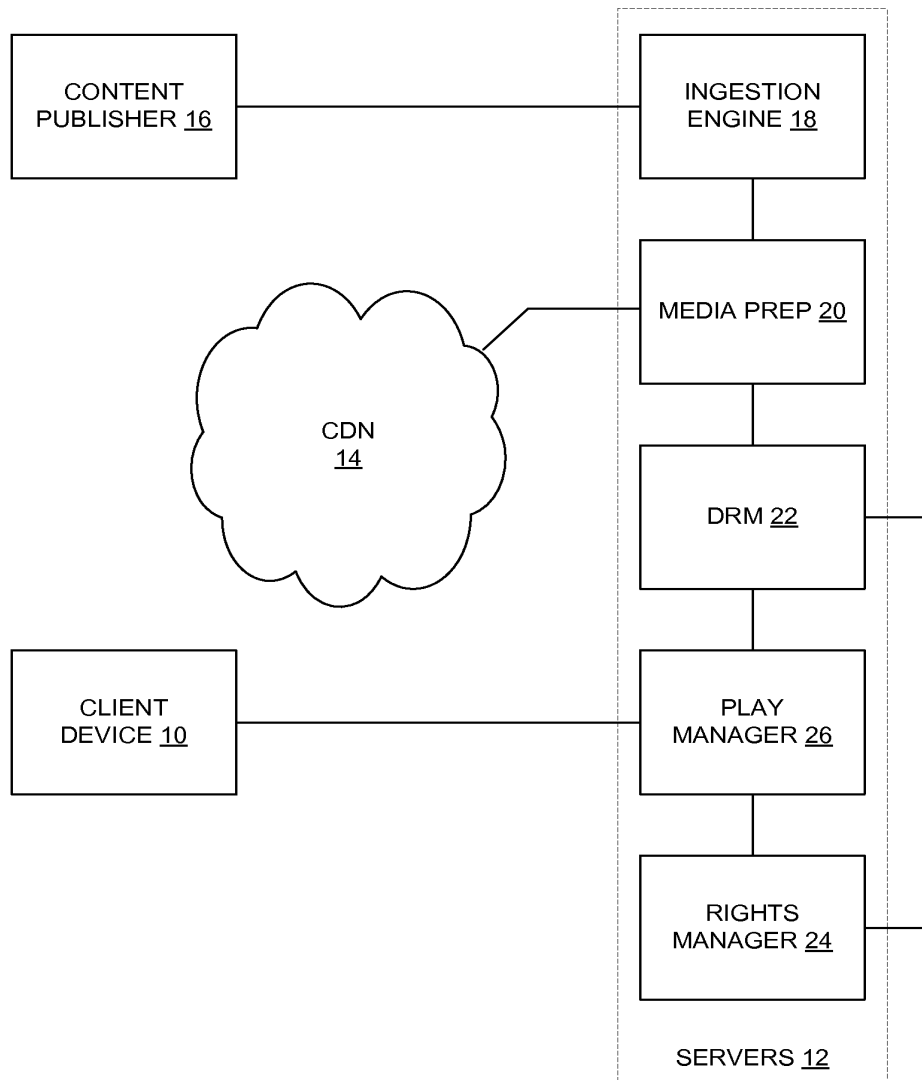 CONTENT
PUBLISHER 16
INGESTION
ENGINE 18
MEDIA PREP 20
CDN
14
DRM 22
CLIENT
DEVICE 10
PLAY
MANAGER 26
RIGHTS
MANAGER 24
SERVERS 12